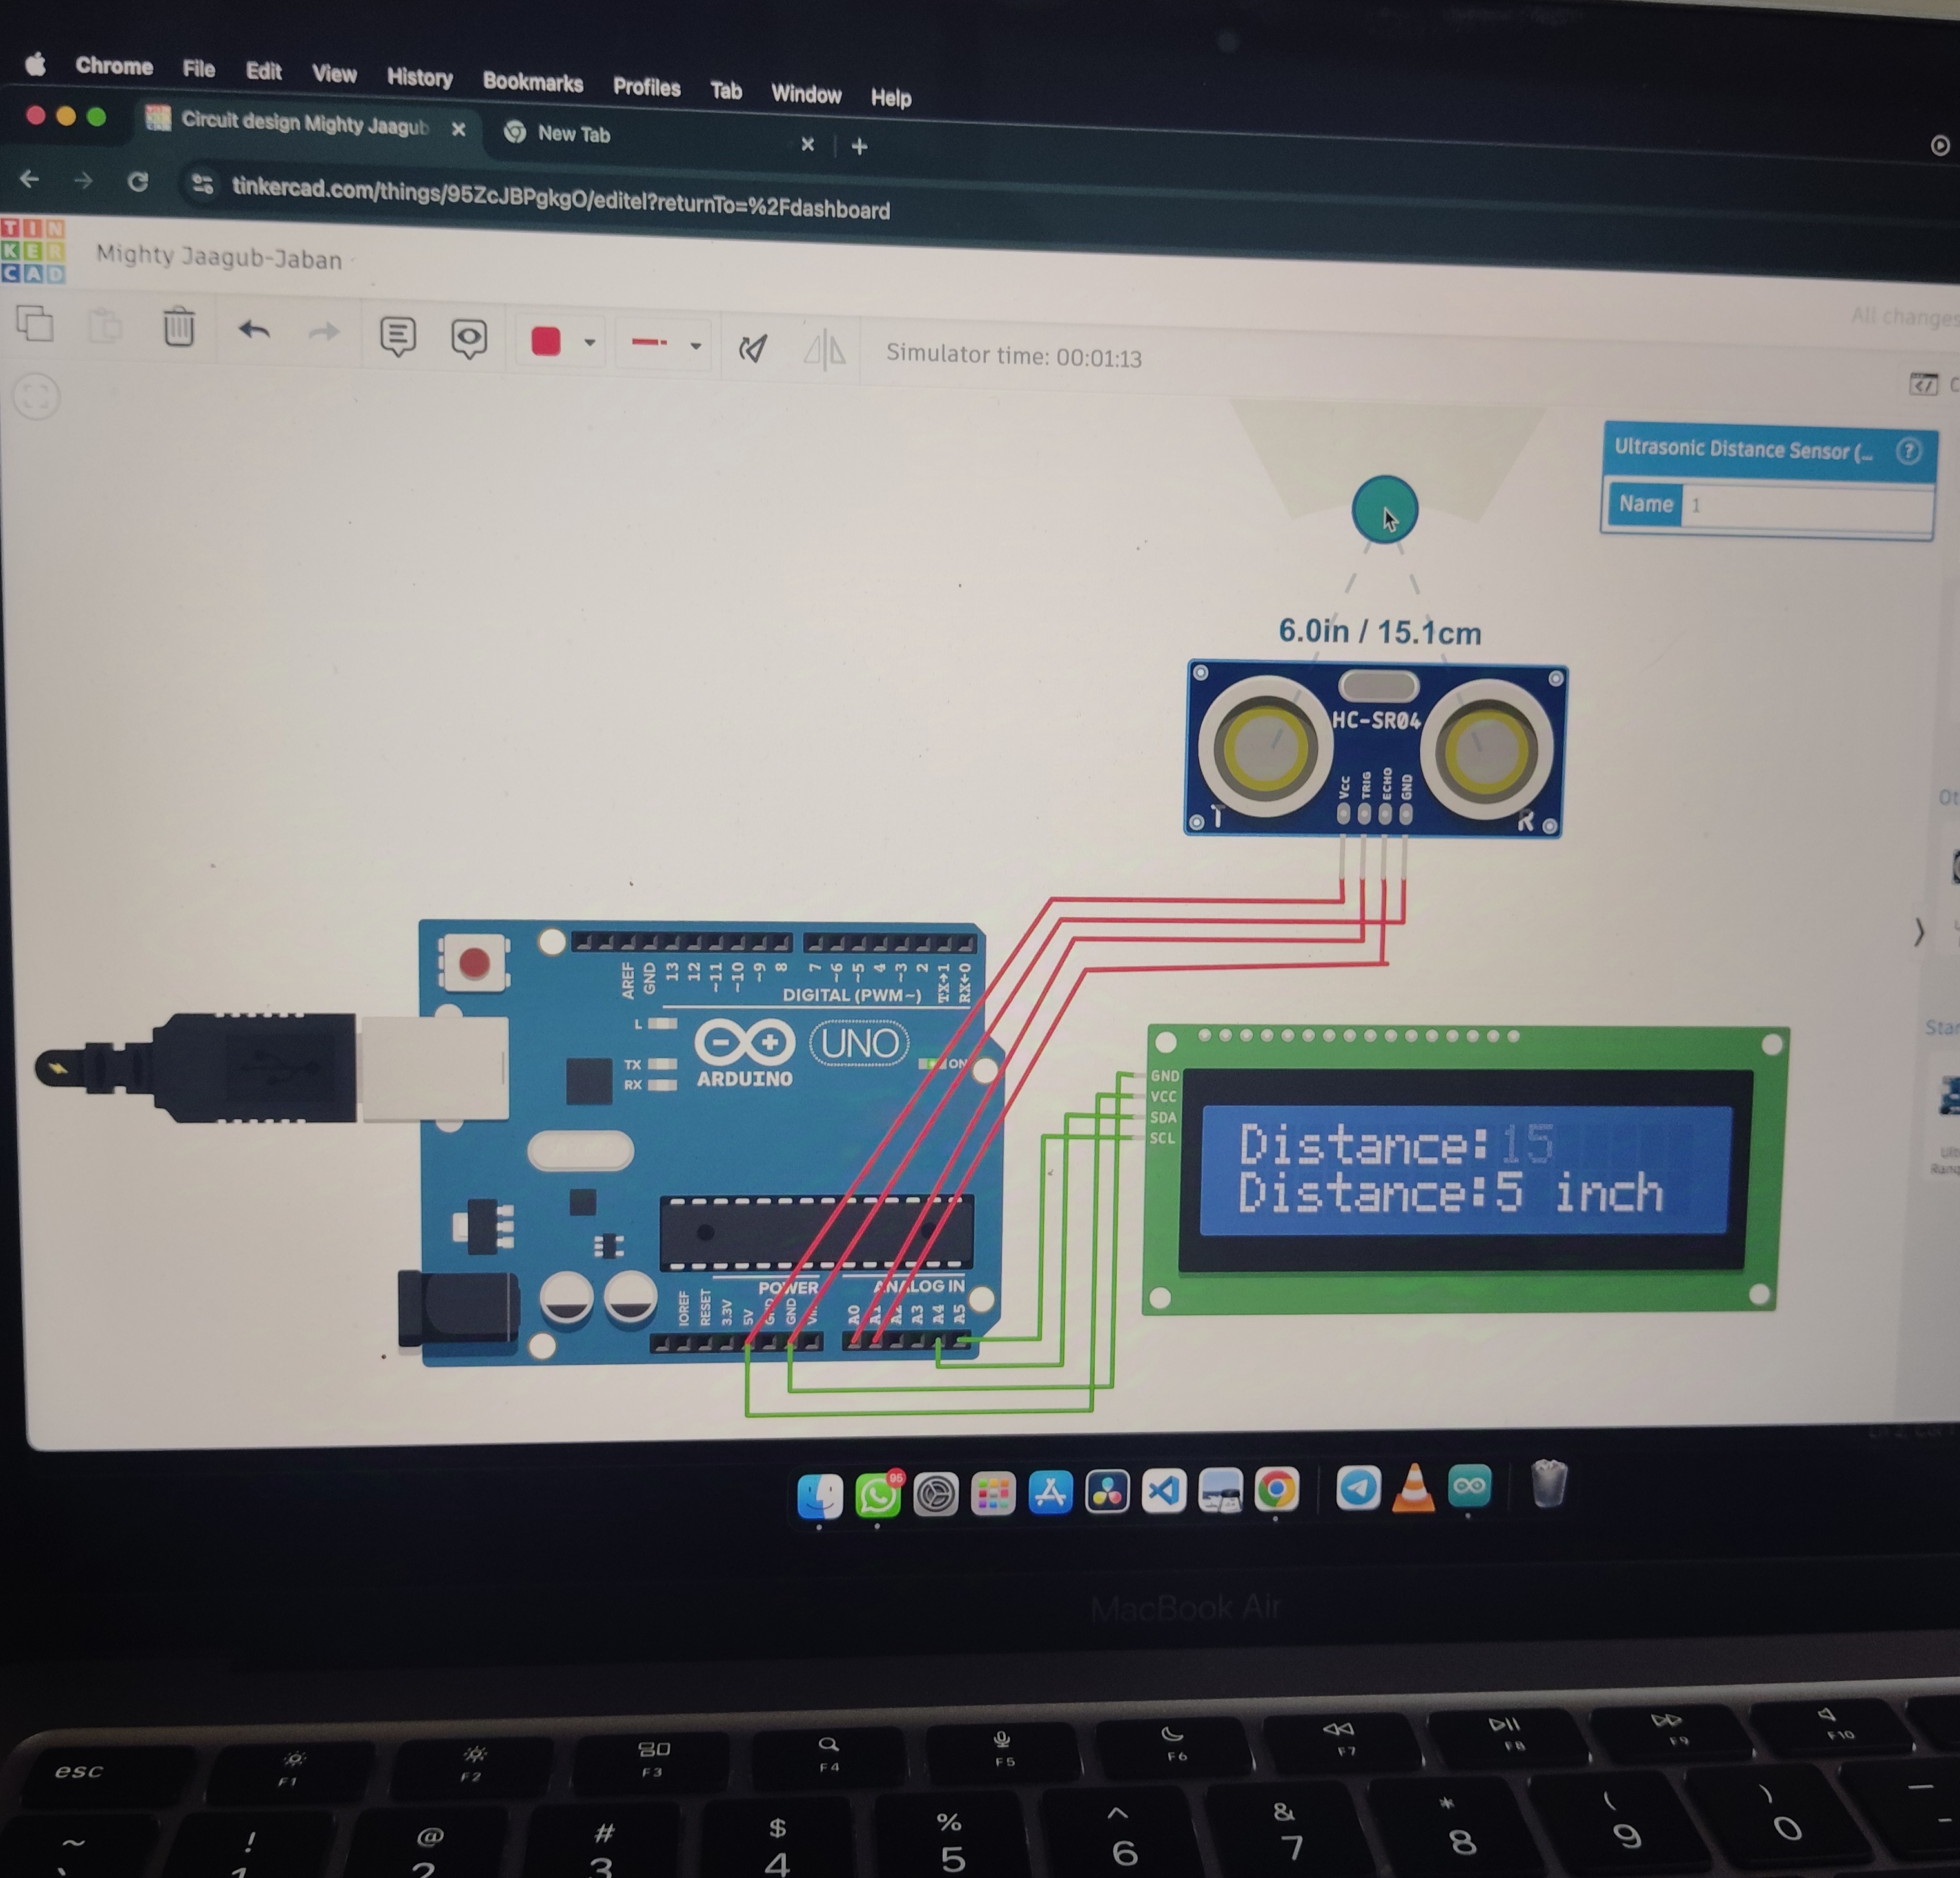 Chrome File Edit View History Bookmarks Profiles Tab Window Help
Circuit design Mighty Jaagub
New Tab
tinkercad.com/things/95ZcJBPgkgO/editel?returnTo=%2Fdashboard
TIN
KER
CAD
Mighty Jaagub-Jaban
All changes
Simulator time: 00:01:13
Ultrasonic Distance Sensor (...
?
Name 1
6.0in / 15.1cm
HC-SR04
Vcc TRIG ECHO GND
T R
AREF GND 13 12 ~11 ~10 ~9 8 7 ~6 ~5 4 ~3 2 TX→1 RX←0
DIGITAL (PWM~)
L
TX
RX
UNO
ON
ARDUINO
POWER ANALOG IN
IOREF RESET 3.3V 5V GND GND Vin A0 A1 A2 A3 A4 A5
GND
VCC
SDA
SCL
Distance:15
Distance:5 inch
95
MacBook Air
esc F1 F2 F3 F4 F5 F6 F7 F8 F9 F10
~ ! @ # $ % ^ & * ( ) —
1 2 3 4 5 6 7 8 9 0 -